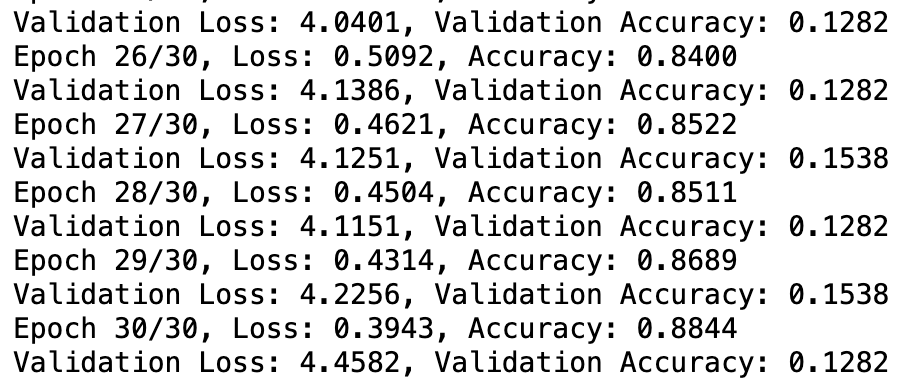 Validation Loss: 4.0401, Validation Accuracy: 0.1282
Epoch 26/30, Loss: 0.5092, Accuracy: 0.8400
Validation Loss: 4.1386, Validation Accuracy: 0.1282
Epoch 27/30, Loss: 0.4621, Accuracy: 0.8522
Validation Loss: 4.1251, Validation Accuracy: 0.1538
Epoch 28/30, Loss: 0.4504, Accuracy: 0.8511
Validation Loss: 4.1151, Validation Accuracy: 0.1282
Epoch 29/30, Loss: 0.4314, Accuracy: 0.8689
Validation Loss: 4.2256, Validation Accuracy: 0.1538
Epoch 30/30, Loss: 0.3943, Accuracy: 0.8844
Validation Loss: 4.4582, Validation Accuracy: 0.1282